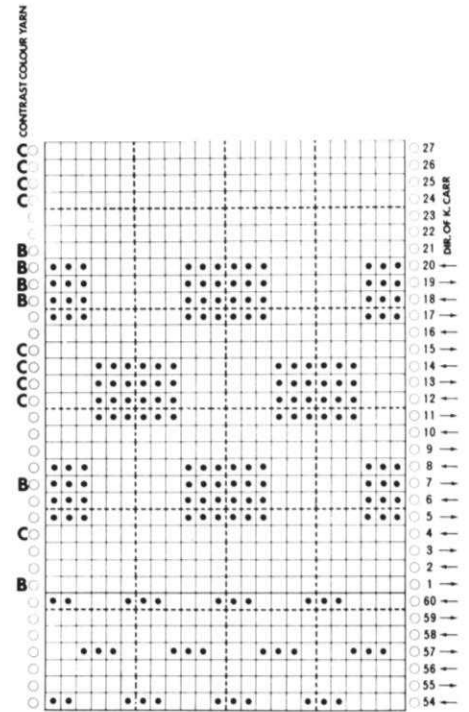 CONTRAST COLOUR YARN
DIR. OF K. CARR
C 27
C 26
C 25
C 24
23
22
B 21
B 20
B 19
B 18
17
16
C 15
C 14
C 13
C 12
11
10
9
8
B 7
6
5
C 4
3
2
B 1
60
59
58
57
56
55
54